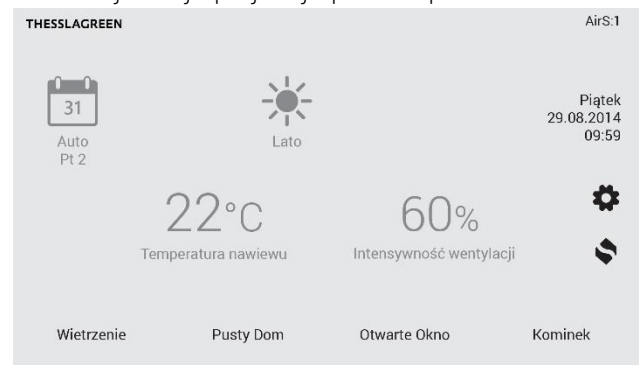 THESSLAGREEN
AirS:1
31
Auto
Pt 2
Lato
Piątek
29.08.2014
09:59
22°C
Temperatura nawiewu
60%
Intensywność wentylacji
Wietrzenie
Pusty Dom
Otwarte Okno
Kominek